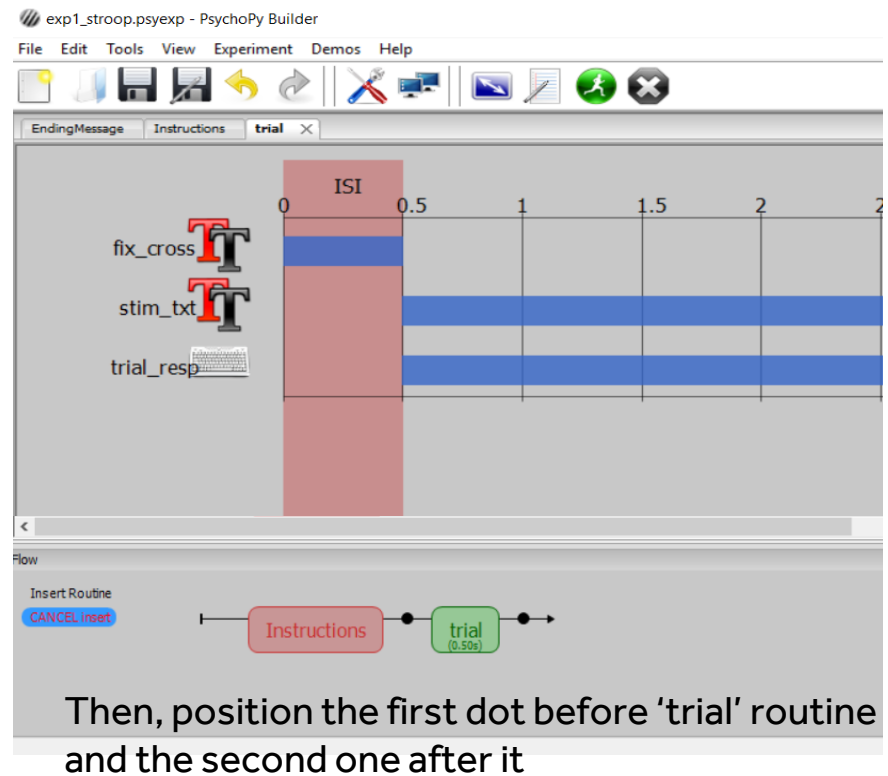 exp1_stroop.psyexp - PsychoPy Builder
File Edit Tools View Experiment Demos Help
EndingMessage Instructions trial
ISI
0 0.5 1 1.5 2
fix_cross
stim_txt
trial_resp
Flow
Insert Routine
CANCEL Insert
Instructions
trial
(0.50s)
Then, position the first dot before ‘trial’ routine
and the second one after it